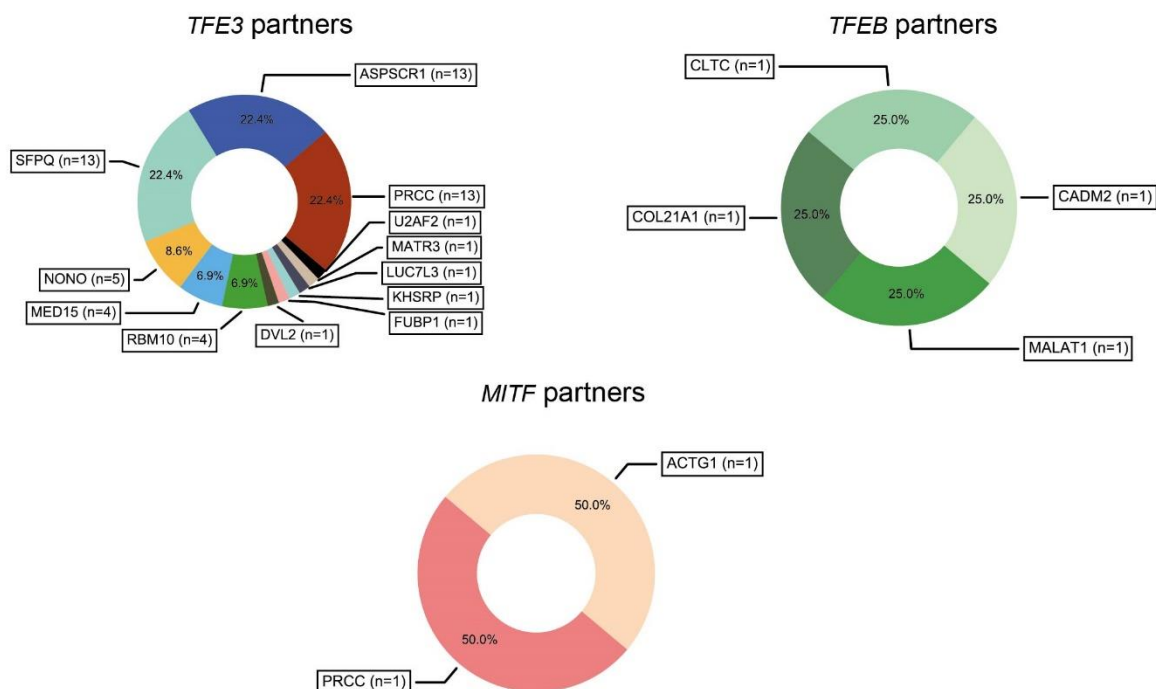 TFE3 partners
ASPSCR1 (n=13)
22.4%
SFPQ (n=13)
22.4%
22.4%
PRCC (n=13)
U2AF2 (n=1)
MATR3 (n=1)
LUC7L3 (n=1)
KHSRP (n=1)
FUBP1 (n=1)
8.6%
NONO (n=5)
6.9%
6.9%
MED15 (n=4)
RBM10 (n=4)
DVL2 (n=1)
TFEB partners
CLTC (n=1)
25.0%
COL21A1 (n=1)
25.0%
25.0%
CADM2 (n=1)
25.0%
MALAT1 (n=1)
MITF partners
ACTG1 (n=1)
50.0%
50.0%
PRCC (n=1)